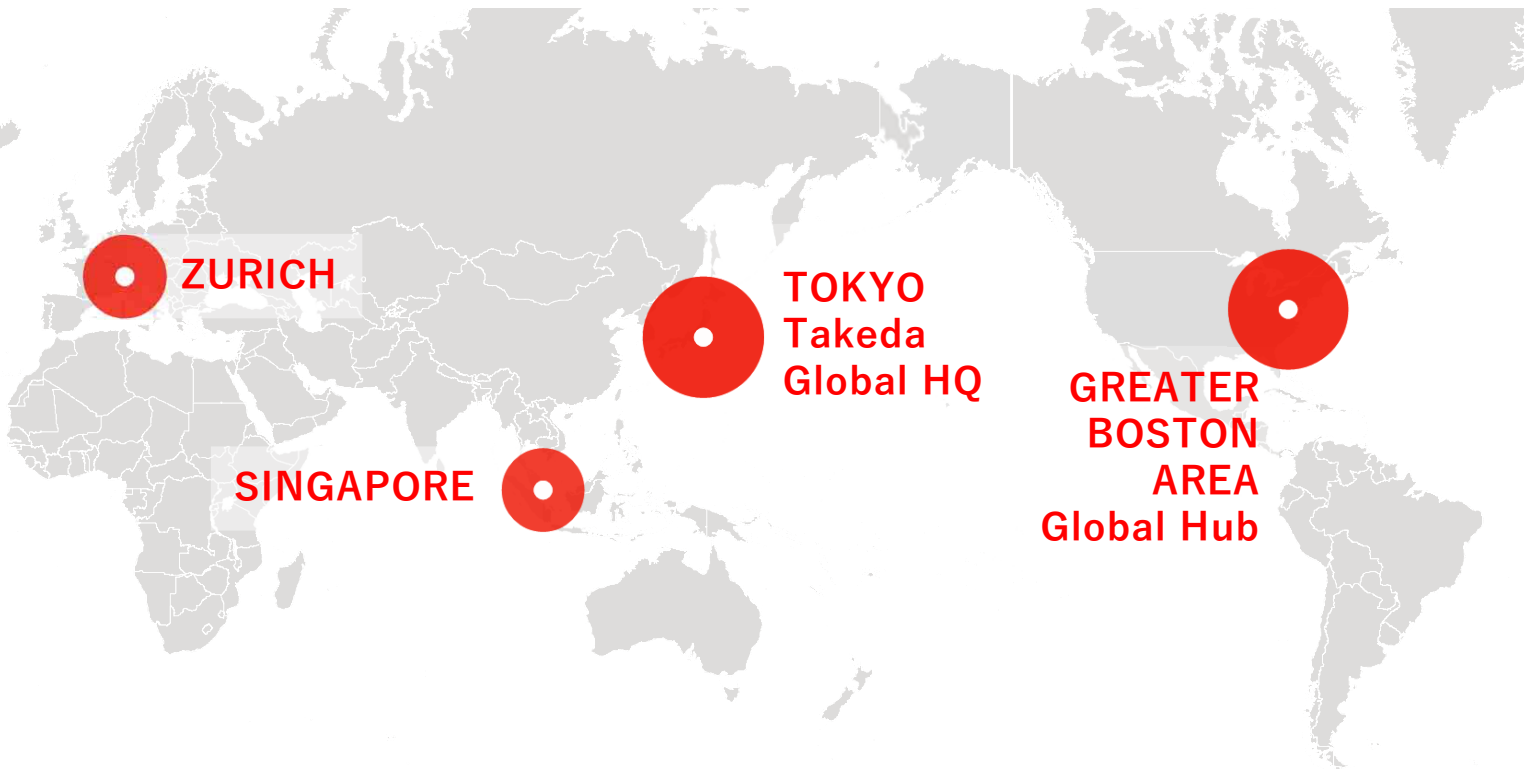 ZURICH
TOKYO
Takeda
Global HQ
GREATER
BOSTON
AREA
Global Hub
SINGAPORE